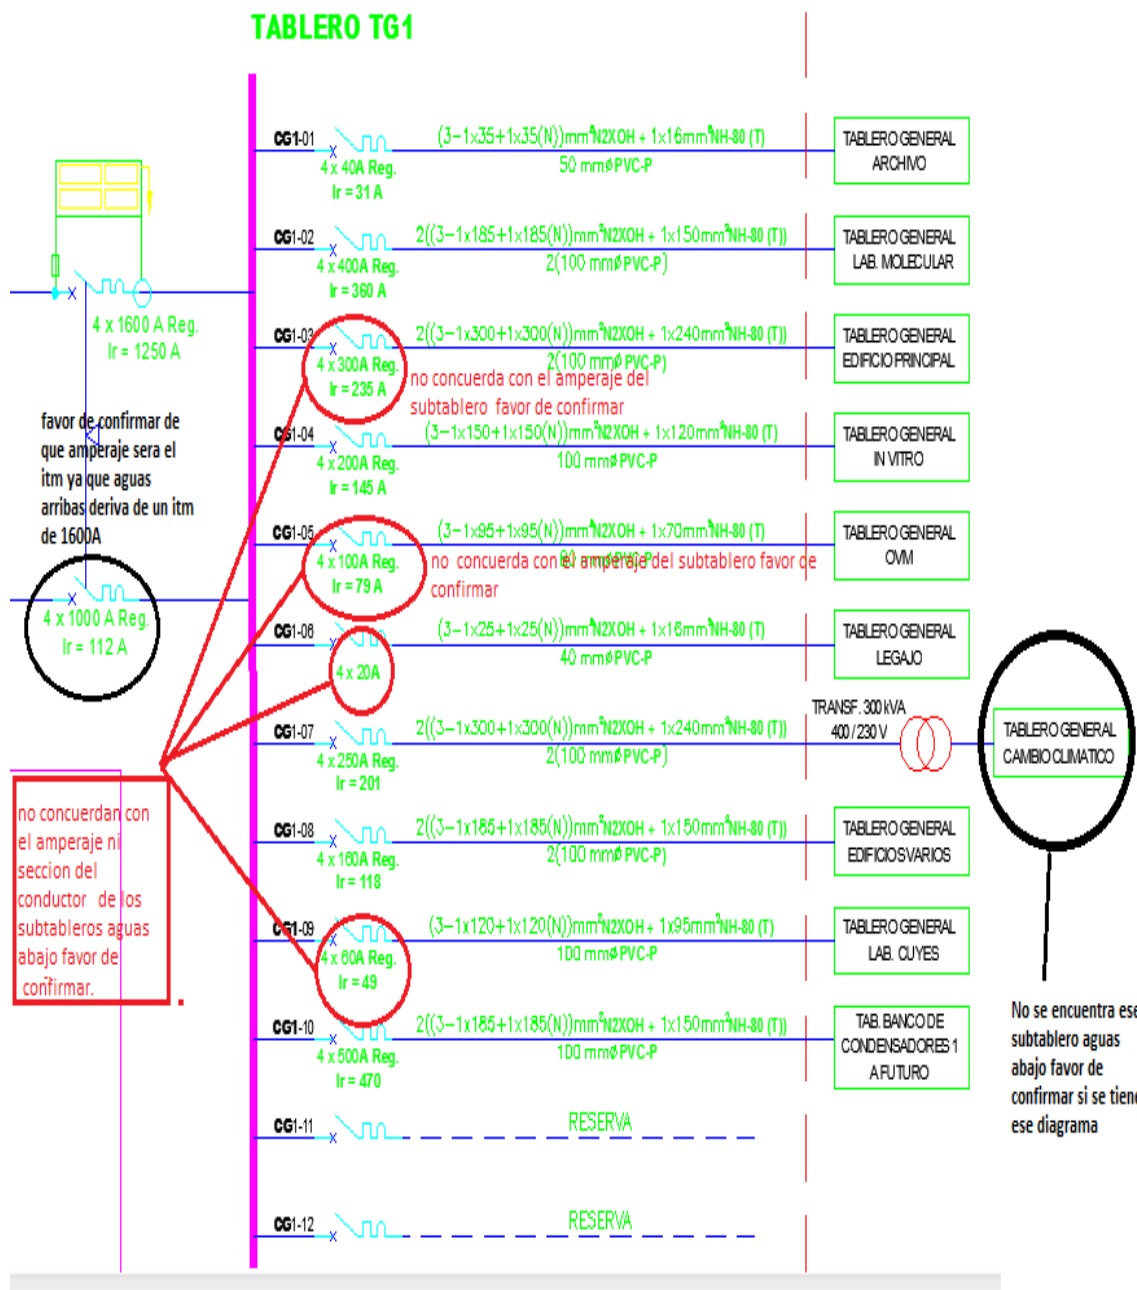 TABLERO TG1
CG1-01
(3-1x35+1x35(N))mm²N2XOH + 1x16mm²NH-80 (T)
50 mmØPVC-P
4 x 40A Reg.
Ir = 31 A
TABLERO GENERAL
ARCHIVO
CG1-02
2((3-1x185+1x185(N))mm²N2XOH + 1x150mm²NH-80 (T))
2(100 mmØPVC-P)
4 x 400A Reg.
Ir = 360 A
TABLERO GENERAL
LAB. MOLECULAR
4 x 1600 A Reg.
Ir = 1250 A
CG1-03
2((3-1x300+1x300(N))mm²N2XOH + 1x240mm²NH-80 (T))
2(100 mmØPVC-P)
4 x 300A Reg.
Ir = 235 A
TABLERO GENERAL
EDIFICIO PRINCIPAL
no concuerda con el amperaje del
subtablero favor de confirmar
favor de confirmar de
que amperaje sera el
itm ya que aguas
arribas deriva de un itm
de 1600A
CG1-04
(3-1x150+1x150(N))mm²N2XOH + 1x120mm²NH-80 (T)
100 mmØPVC-P
4 x 200A Reg.
Ir = 145 A
TABLERO GENERAL
IN VITRO
CG1-05
(3-1x95+1x95(N))mm²N2XOH + 1x70mm²NH-80 (T)
mmØPVC-P
4 x 100A Reg.
Ir = 79 A
TABLERO GENERAL
OVM
no concuerda con el amperaje del subtablero favor de
confirmar
4 x 1000 A Reg.
Ir = 112 A
CG1-06
(3-1x25+1x25(N))mm²N2XOH + 1x16mm²NH-80 (T)
40 mmØPVC-P
4 x 20A
TABLERO GENERAL
LEGAJO
CG1-07
2((3-1x300+1x300(N))mm²N2XOH + 1x240mm²NH-80 (T))
2(100 mmØPVC-P)
4 x 250A Reg.
Ir = 201
TRANSF. 300 kVA
400 / 230 V
TABLERO GENERAL
CAMBIO CLIMATICO
no concuerdan con
el amperaje ni
seccion del
conductor de los
subtableros aguas
abajo favor de
confirmar.
CG1-08
2((3-1x185+1x185(N))mm²N2XOH + 1x150mm²NH-80 (T))
2(100 mmØPVC-P)
4 x 160A Reg.
Ir = 118
TABLERO GENERAL
EDIFICIOS VARIOS
CG1-09
(3-1x120+1x120(N))mm²N2XOH + 1x95mm²NH-80 (T)
100 mmØPVC-P
4 x 60A Reg.
Ir = 49
TABLERO GENERAL
LAB. CUYES
CG1-10
2((3-1x185+1x185(N))mm²N2XOH + 1x150mm²NH-80 (T))
100 mmØPVC-P
4 x 500A Reg.
Ir = 470
TAB. BANCO DE
CONDENSADORES 1
A FUTURO
No se encuentra ese
subtablero aguas
abajo favor de
confirmar si se tiene
ese diagrama
CG1-11
RESERVA
CG1-12
RESERVA